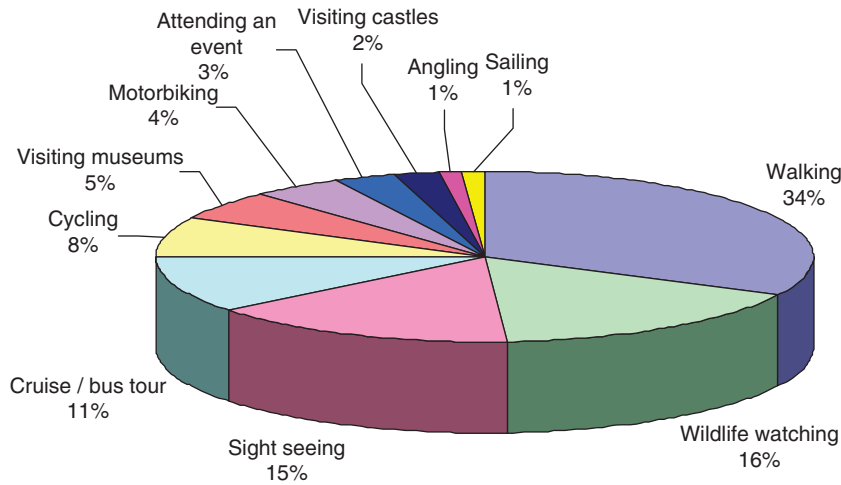 Attending an
event
3%
Visiting castles
2%
Angling
1%
Sailing
1%
Motorbiking
4%
Visiting museums
5%
Cycling
8%
Walking
34%
Cruise / bus tour
11%
Sight seeing
15%
Wildlife watching
16%